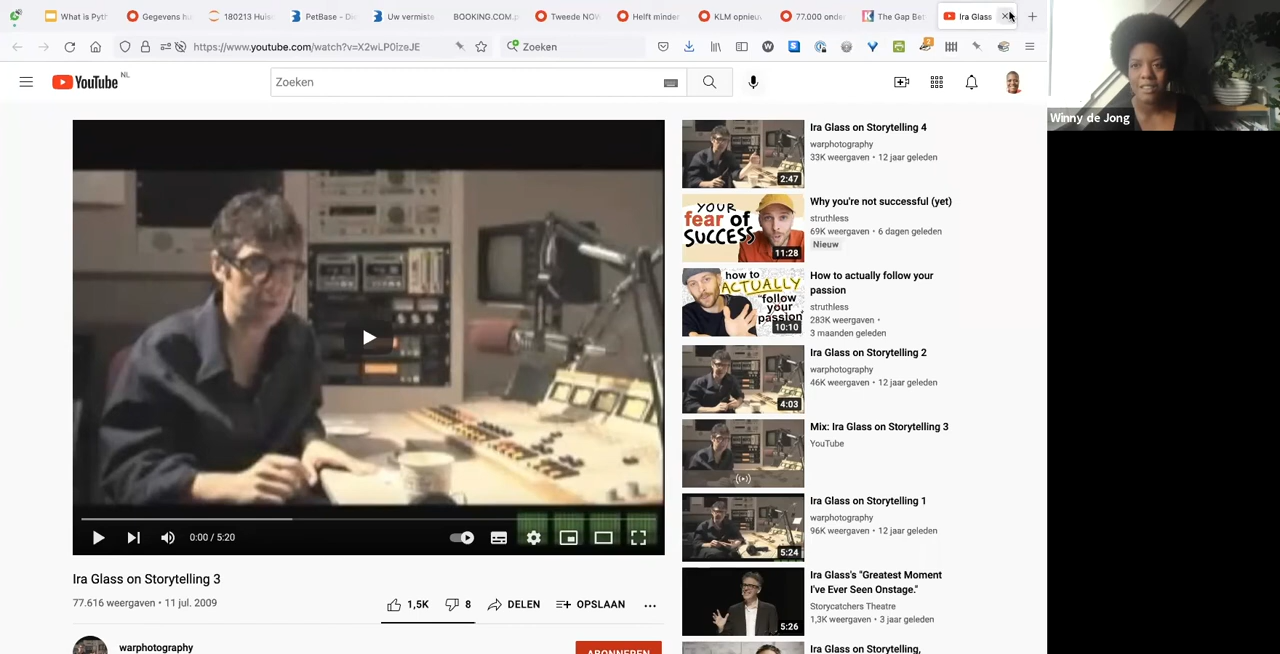 What is Pyth
Gegevens hu
180213 Huis
PetBase - Di
Uw vermiste
BOOKING.COM.p
Tweede NOW
Helft minder
KLM opnieuw
77.000 onder
The Gap Bet
Ira Glass
https://www.youtube.com/watch?v=X2wLP0lzeJE
Zoeken
YouTube NL
Zoeken
Winny de Jong
Ira Glass on Storytelling 4
warphotography
33K weergaven • 12 jaar geleden
2:47
YOUR fear of SUCCESS
11:28
Why you're not successful (yet)
struthless
69K weergaven • 6 dagen geleden
Nieuw
how to ACTUALLY "follow your passion"
10:10
How to actually follow your
passion
struthless
283K weergaven •
3 maanden geleden
Ira Glass on Storytelling 2
warphotography
46K weergaven • 12 jaar geleden
4:03
Mix: Ira Glass on Storytelling 3
YouTube
Ira Glass on Storytelling 1
warphotography
96K weergaven • 12 jaar geleden
5:24
Ira Glass's "Greatest Moment
I've Ever Seen Onstage."
Storycatchers Theatre
1,3K weergaven • 3 jaar geleden
5:26
Ira Glass on Storytelling,
0:00 / 5:20
Ira Glass on Storytelling 3
77.616 weergaven • 11 jul. 2009
1,5K
8
DELEN
OPSLAAN
warphotography
ABONNEREN